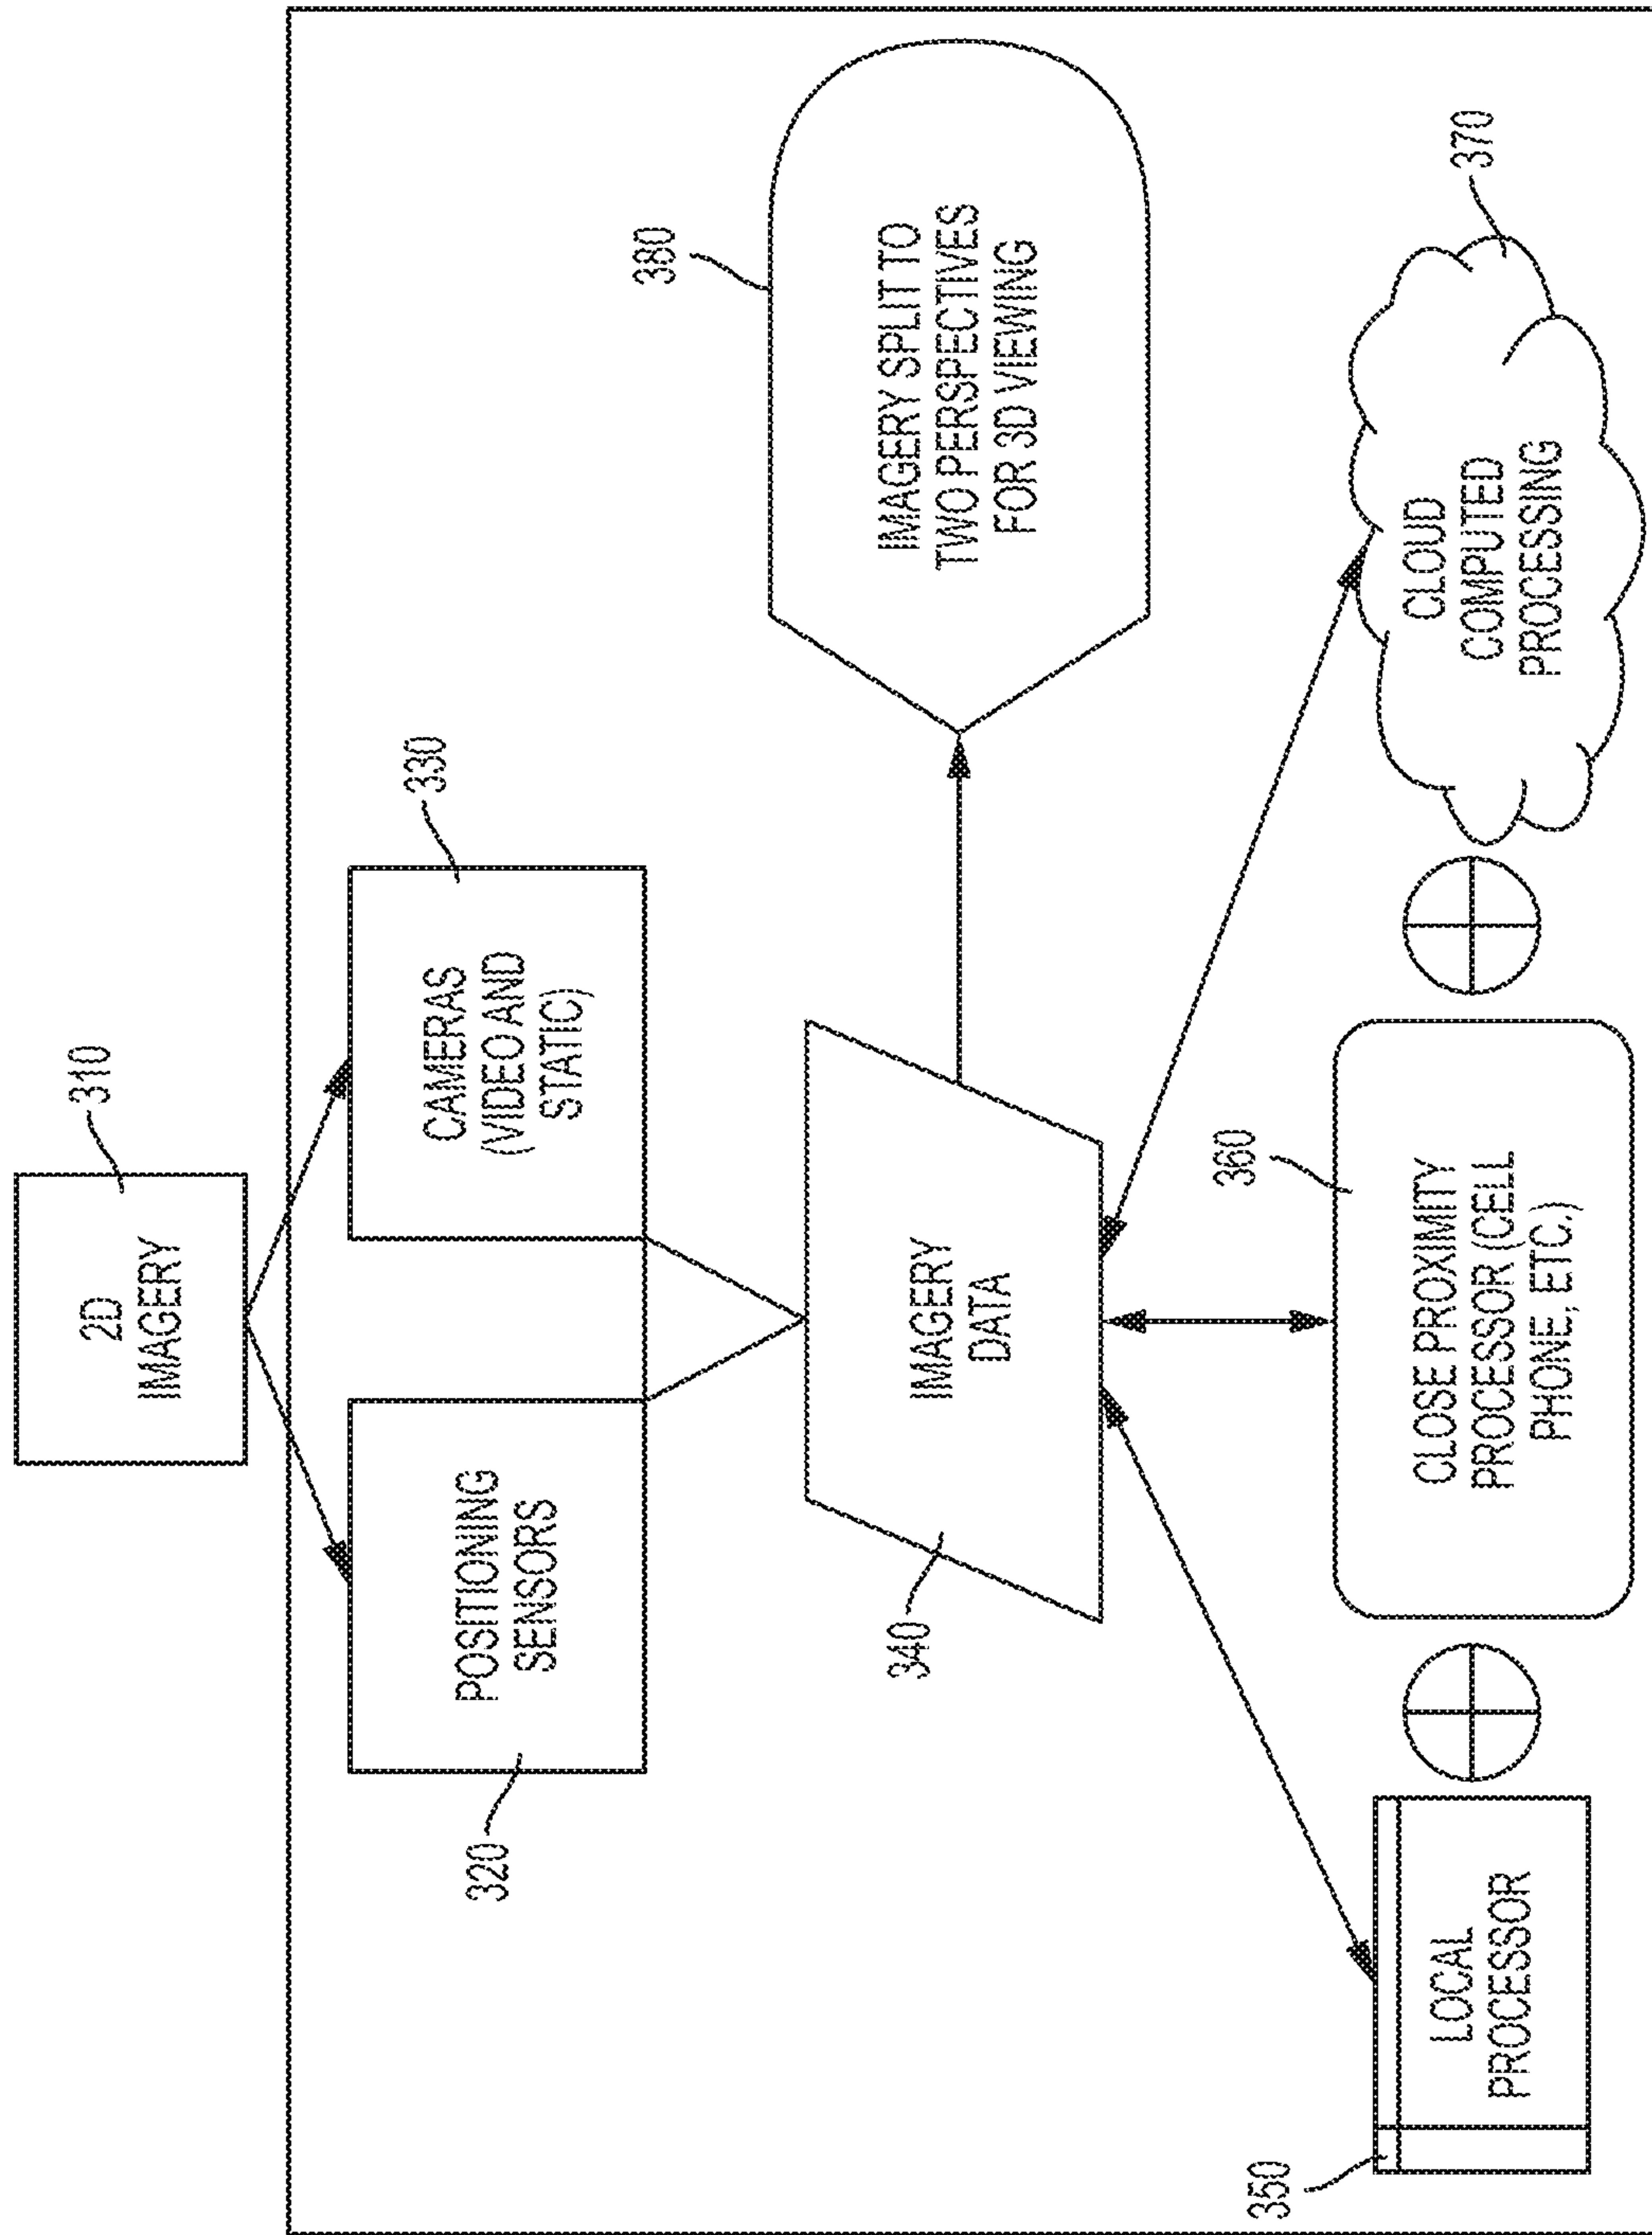 310
2D
IMAGERY
320
POSITIONING
SENSORS
330
CAMERAS
(VIDEO AND
STATIC)
340
IMAGERY
DATA
380
IMAGERY SPLIT TO
TWO PERSPECTIVES
FOR 3D VIEWING
350
LOCAL
PROCESSOR
360
CLOSE PROXIMITY
PROCESSOR (CELL
PHONE, ETC.)
370
CLOUD
COMPUTED
PROCESSING